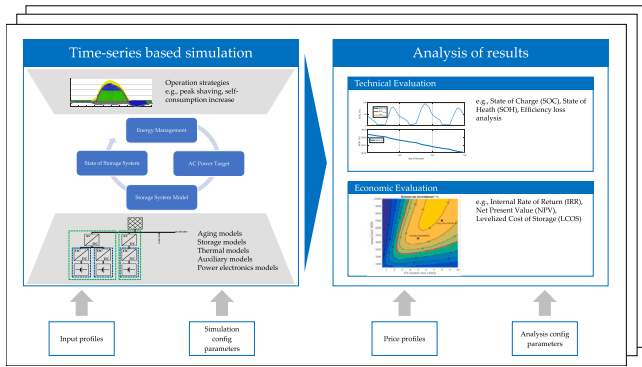 Time-series based simulation
Operation strategies
e.g., peak shaving, self-
consumption increase
Energy Management
State of Storage System
AC Power Target
Storage System Model
Aging models
Storage models
Thermal models
Auxiliary models
Power electronics models
Input profiles
Simulation
config
parameters
Analysis of results
Technical Evaluation
e.g., State of Charge (SOC), State of
Heath (SOH), Efficiency loss
analysis
Economic Evaluation
e.g., Internal Rate of Return (IRR),
Net Present Value (NPV),
Levelized Cost of Storage (LCOS)
Price profiles
Analysis config
parameters